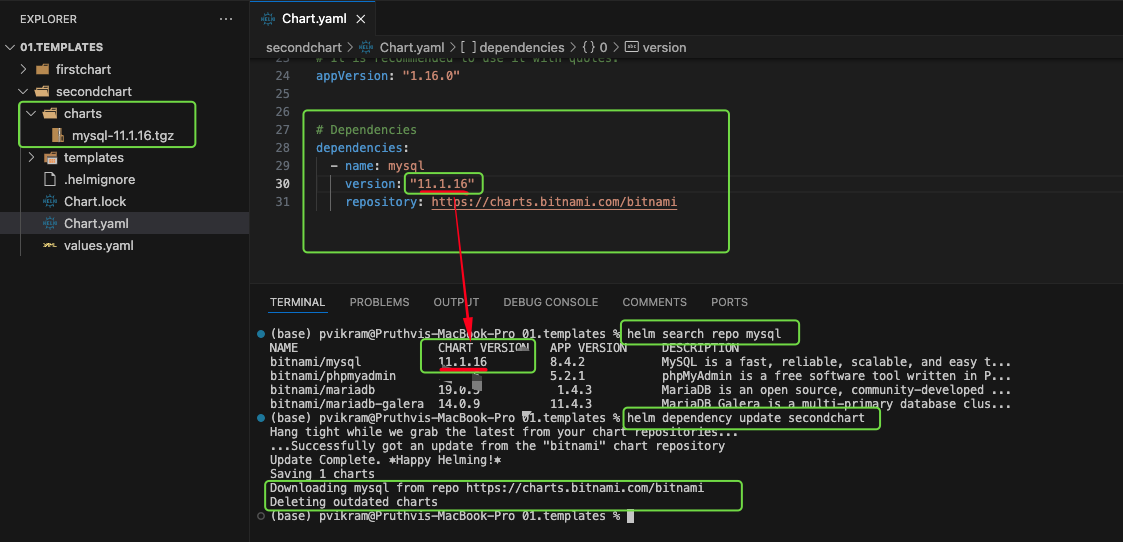 EXPLORER ...
01.TEMPLATES
firstchart
secondchart
charts
mysql-11.1.16.tgz
templates
.helmignore
Chart.lock
Chart.yaml
values.yaml
Chart.yaml
secondchart > Chart.yaml > [ ] dependencies > { } 0 > abc version
23 # It is recommended to use it with quotes.
24 appVersion: "1.16.0"
25
26
27 # Dependencies
28 dependencies:
29 - name: mysql
30 version: "11.1.16"
31 repository: https://charts.bitnami.com/bitnami
TERMINAL PROBLEMS OUTPUT DEBUG CONSOLE COMMENTS PORTS
(base) pvikram@Pruthvis-MacBook-Pro 01.templates % helm search repo mysql
NAME CHART VERSION APP VERSION DESCRIPTION
bitnami/mysql 11.1.16 8.4.2 MySQL is a fast, reliable, scalable, and easy t...
bitnami/phpmyadmin 5.2.1 phpMyAdmin is a free software tool written in P...
bitnami/mariadb 11.4.3 MariaDB is an open source, community-developed ...
bitnami/mariadb-galera 14.0.9 11.4.3 MariaDB Galera is a multi-primary database clus...
(base) pvikram@Pruthvis-MacBook-Pro 01.templates % helm dependency update secondchart
Hang tight while we grab the latest from your chart repositories...
...Successfully got an update from the "bitnami" chart repository
Update Complete. *Happy Helming!*
Saving 1 charts
Downloading mysql from repo https://charts.bitnami.com/bitnami
Deleting outdated charts
(base) pvikram@Pruthvis-MacBook-Pro 01.templates %